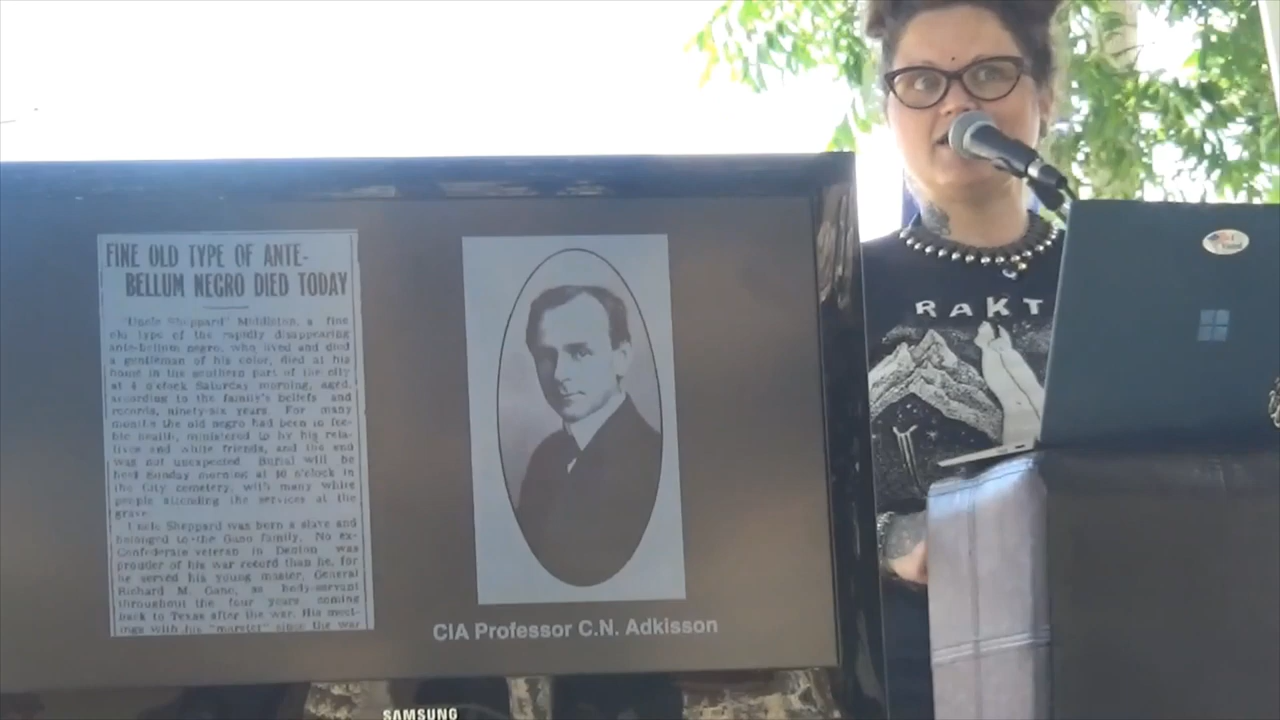 FINE OLD TYPE OF ANTE-
BELLUM NEGRO DIED TODAY
"Uncle Sheppard" Middleton, a fine
old type of the rapidly disappearing
ante-bellum negro, who lived and died
a gentleman of his color, died at his
home in the southern part of the city
at 4 o'clock Saturday morning, aged,
according to the family's beliefs and
records, ninety-six years. For many
months the old negro had been in fee-
ble health, ministered to by his rela-
tives and white friends, and the end
was not unexpected. Burial will be
held Monday morning at 10 o'clock in
the City cemetery, with many white
people attending the services at the
grave.
Uncle Sheppard was born a slave and
belonged to the Gano family. No ex-
Confederate veteran in Denton was
prouder of his war record than he, for
he served his young master, General
Richard M. Gano, as body-servant
throughout the four years coming
back to Texas after the war. His meet-
ings with his "marster" since the war
CIA Professor C.N. Adkisson
SAMSUNG
RAKT